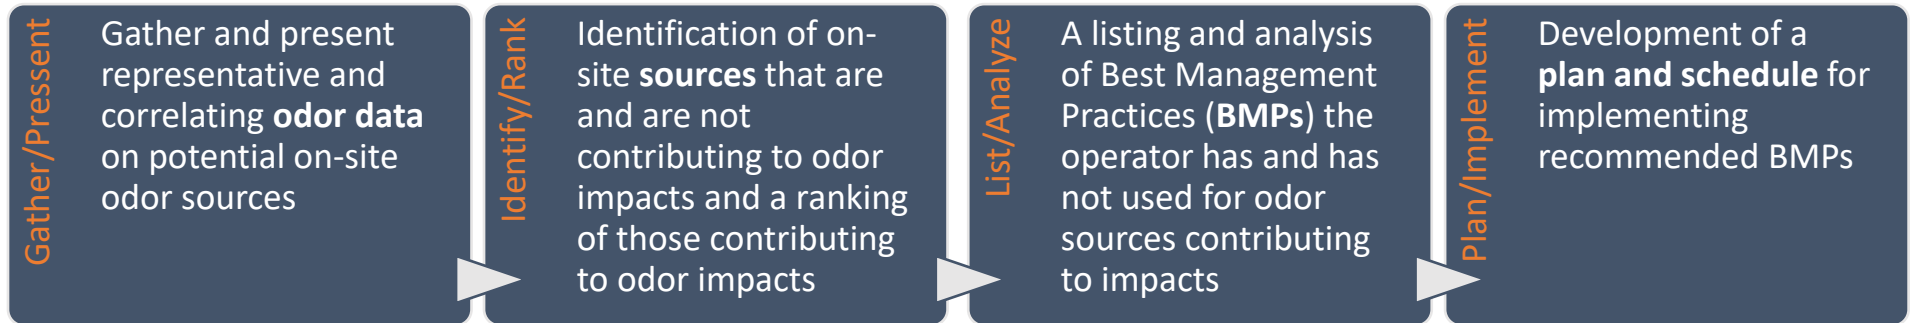 Gather/Present
Gather and present
representative and
correlating odor data
on potential on-site
odor sources
Identify/Rank
Identification of on-
site sources that are
and are not
contributing to odor
impacts and a ranking
of those contributing
to odor impacts
List/Analyze
A listing and analysis
of Best Management
Practices (BMPs) the
operator has and has
not used for odor
sources contributing
to impacts
Plan/Implement
Development of a
plan and schedule for
implementing
recommended BMPs